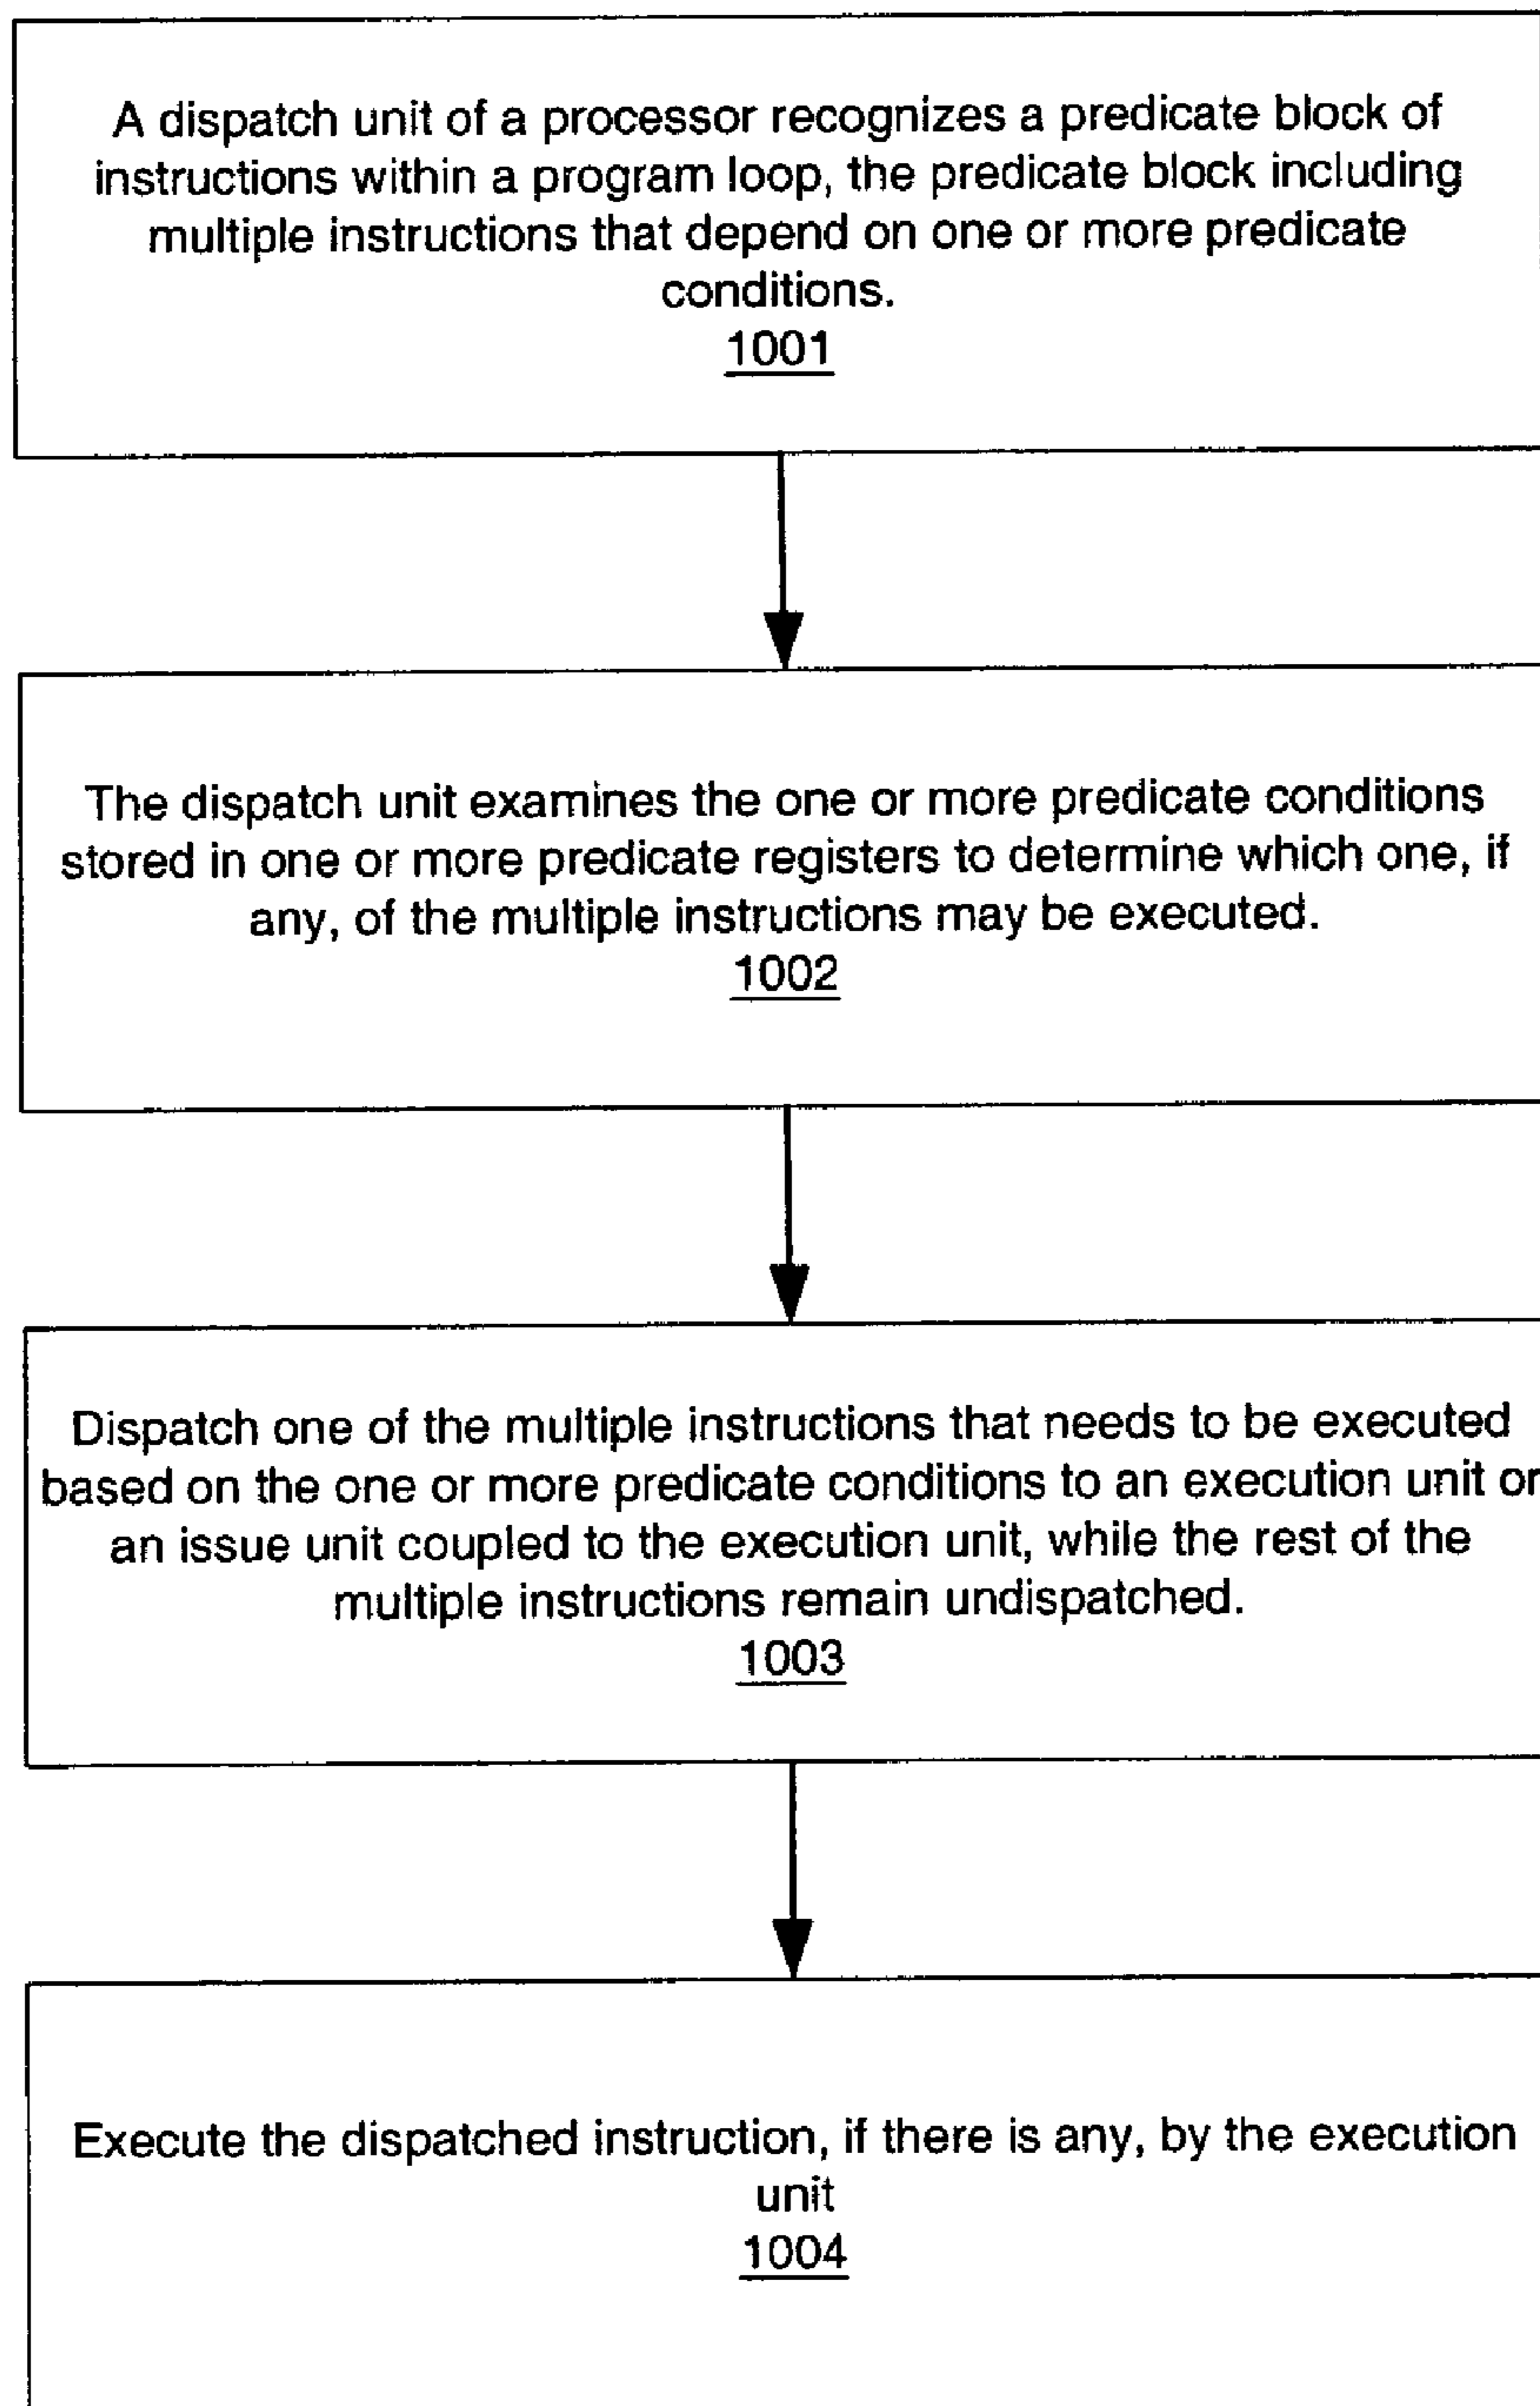 A dispatch unit of a processor recognizes a predicate block of
instructions within a program loop, the predicate block including
multiple instructions that depend on one or more predicate
conditions.
1001
The dispatch unit examines the one or more predicate conditions
stored in one or more predicate registers to determine which one, if
any, of the multiple instructions may be executed.
1002
Dispatch one of the multiple instructions that needs to be executed
based on the one or more predicate conditions to an execution unit or
an issue unit coupled to the execution unit, while the rest of the
multiple instructions remain undispatched.
1003
Execute the dispatched instruction, if there is any, by the execution
unit
1004